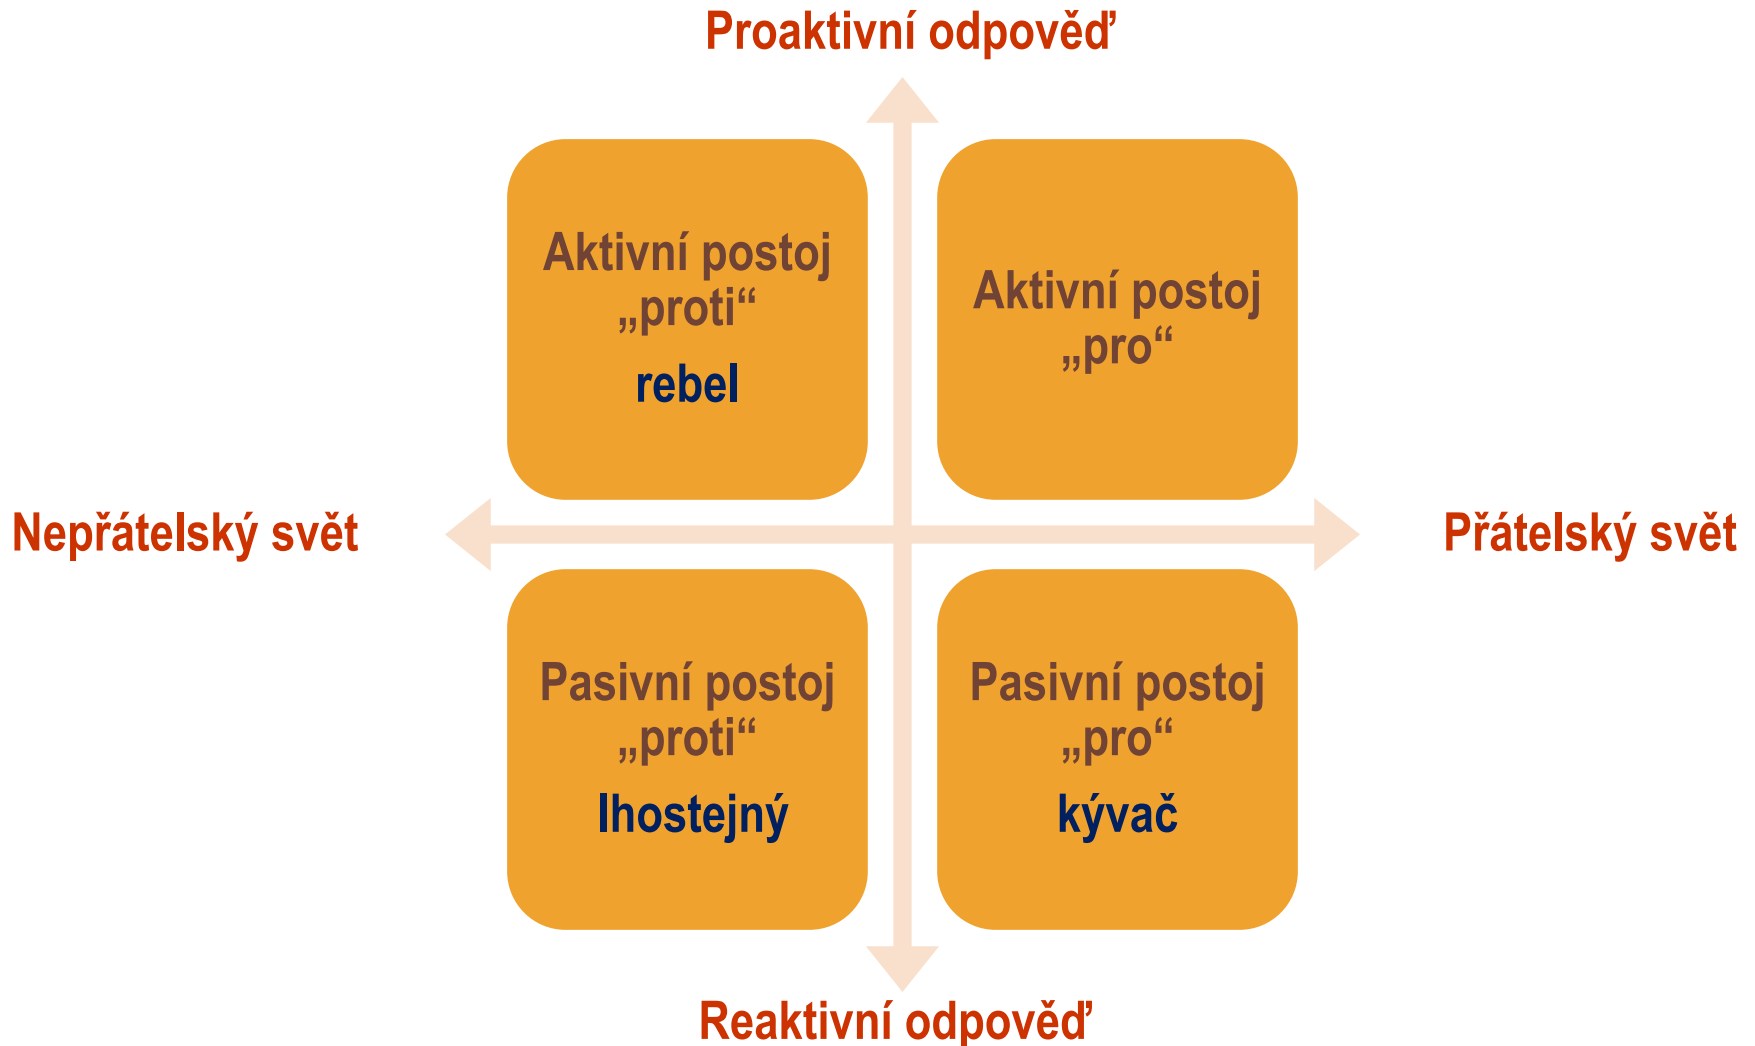 Proaktivní odpověď
Aktivní postoj
„proti“
rebel
Aktivní postoj
„pro“
Nepřátelský svět
Přátelský svět
Pasivní postoj
„proti“
lhostejný
Pasivní postoj
„pro“
kývač
Reaktivní odpověď